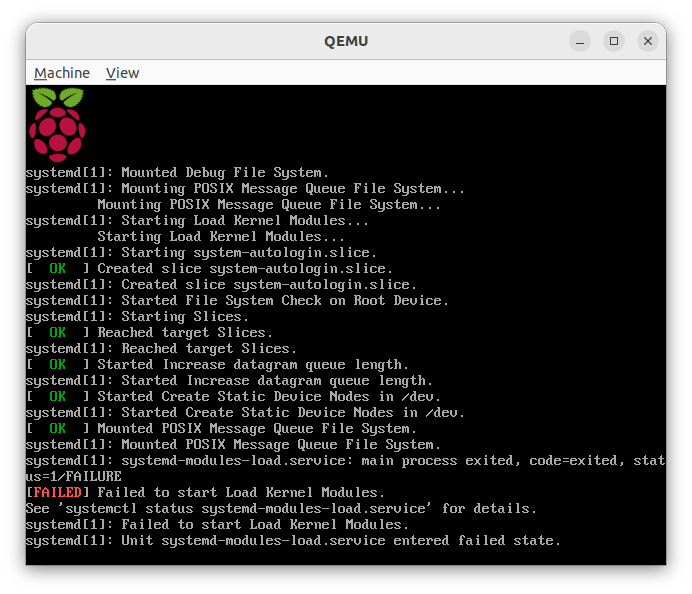 QEMU
Machine View
systemd[1]: Mounted Debug File System.
systemd[1]: Mounting POSIX Message Queue File System...
         Mounting POSIX Message Queue File System...
systemd[1]: Starting Load Kernel Modules...
         Starting Load Kernel Modules...
systemd[1]: Starting system-autologin.slice.
[  OK  ] Created slice system-autologin.slice.
systemd[1]: Created slice system-autologin.slice.
systemd[1]: Started File System Check on Root Device.
systemd[1]: Starting Slices.
[  OK  ] Reached target Slices.
systemd[1]: Reached target Slices.
[  OK  ] Started Increase datagram queue length.
systemd[1]: Started Increase datagram queue length.
[  OK  ] Started Create Static Device Nodes in /dev.
systemd[1]: Started Create Static Device Nodes in /dev.
[  OK  ] Mounted POSIX Message Queue File System.
systemd[1]: Mounted POSIX Message Queue File System.
systemd[1]: systemd-modules-load.service: main process exited, code=exited, stat
us=1/FAILURE
[FAILED] Failed to start Load Kernel Modules.
See 'systemctl status systemd-modules-load.service' for details.
systemd[1]: Failed to start Load Kernel Modules.
systemd[1]: Unit systemd-modules-load.service entered failed state.